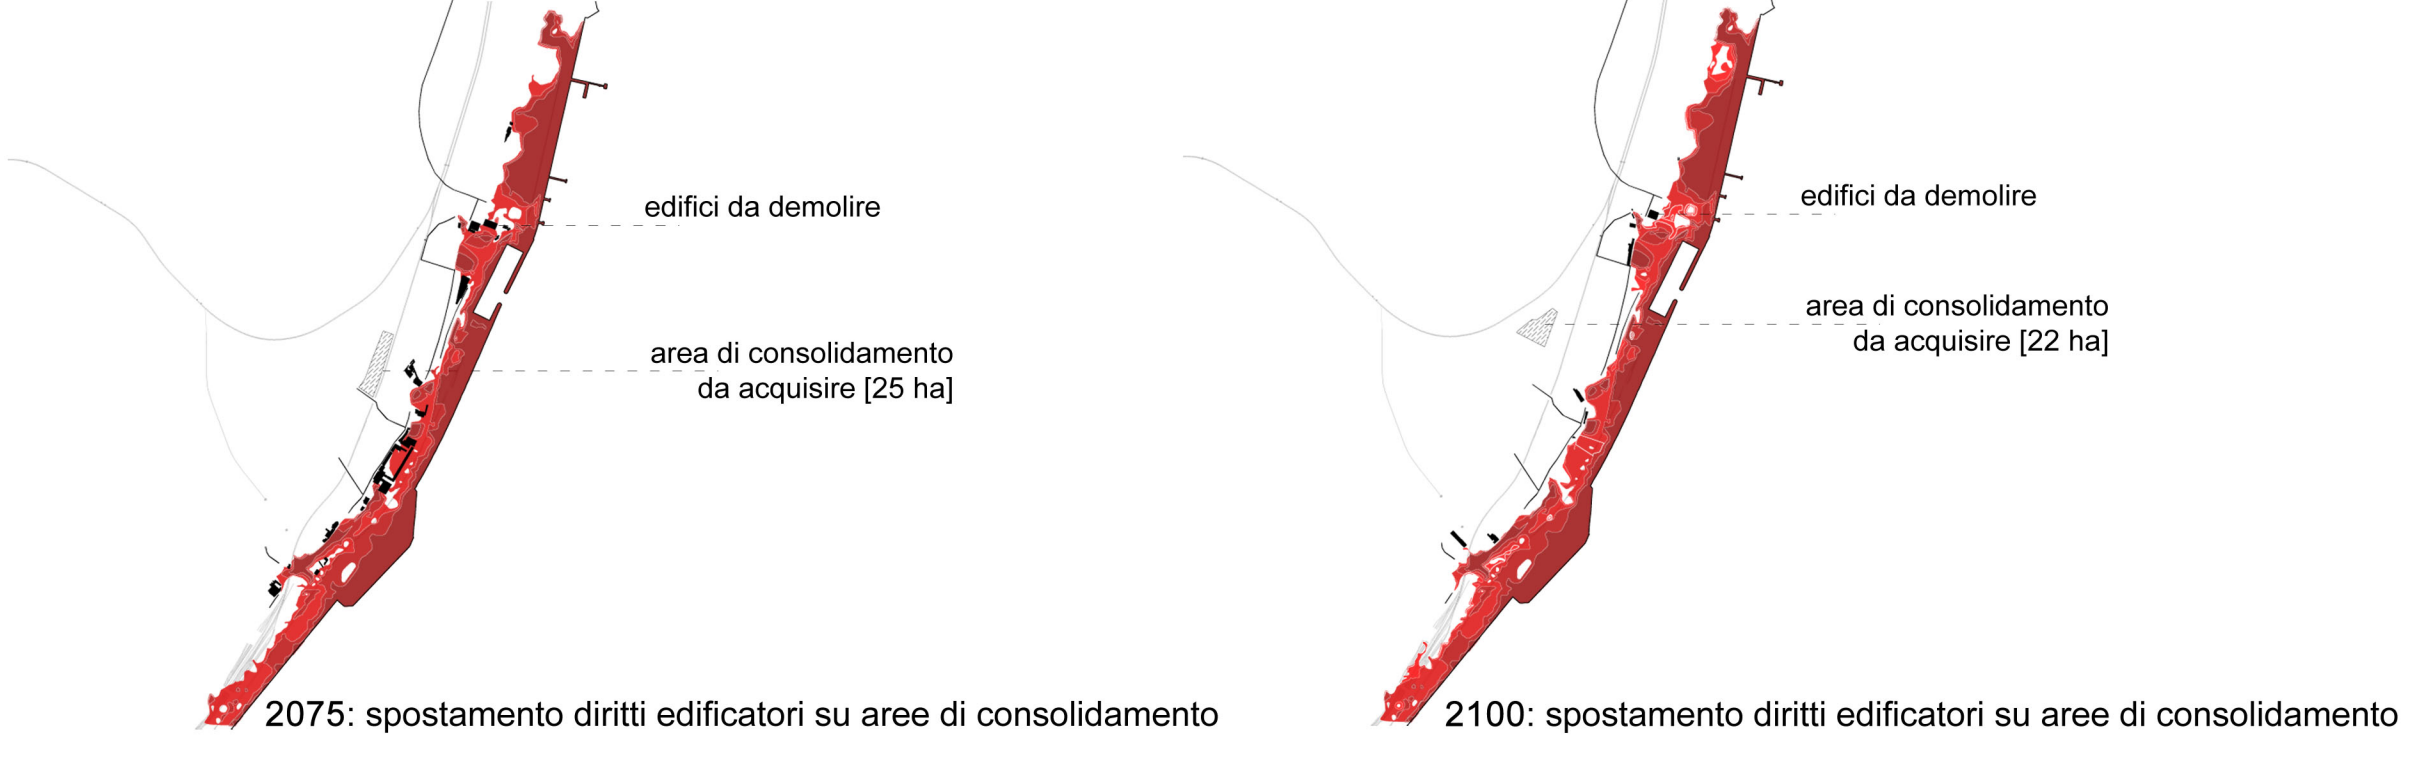 edifici da demolire
area di consolidamento
da acquisire [25 ha]
2075: spostamento diritti edificatori su aree di consolidamento
edifici da demolire
area di consolidamento
da acquisire [22 ha]
2100: spostamento diritti edificatori su aree di consolidamento